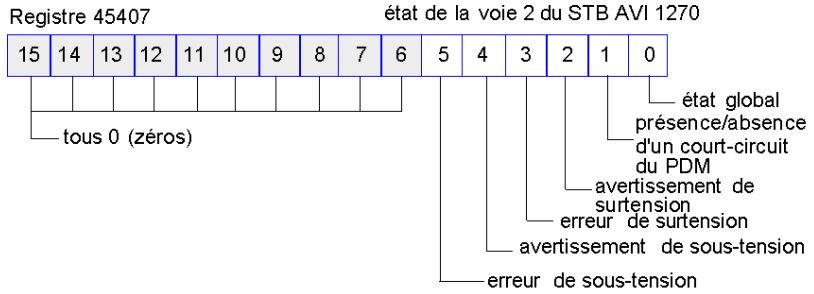 Registre 45407
état de la voie 2 du STB AVI 1270
15 14 13 12 11 10 9 8 7 6 5 4 3 2 1 0
état global
présence/absence
d'un court-circuit
du PDM
tous 0 (zéros)
avertissement de
surtension
erreur de surtension
avertissement de sous-tension
erreur de sous-tension